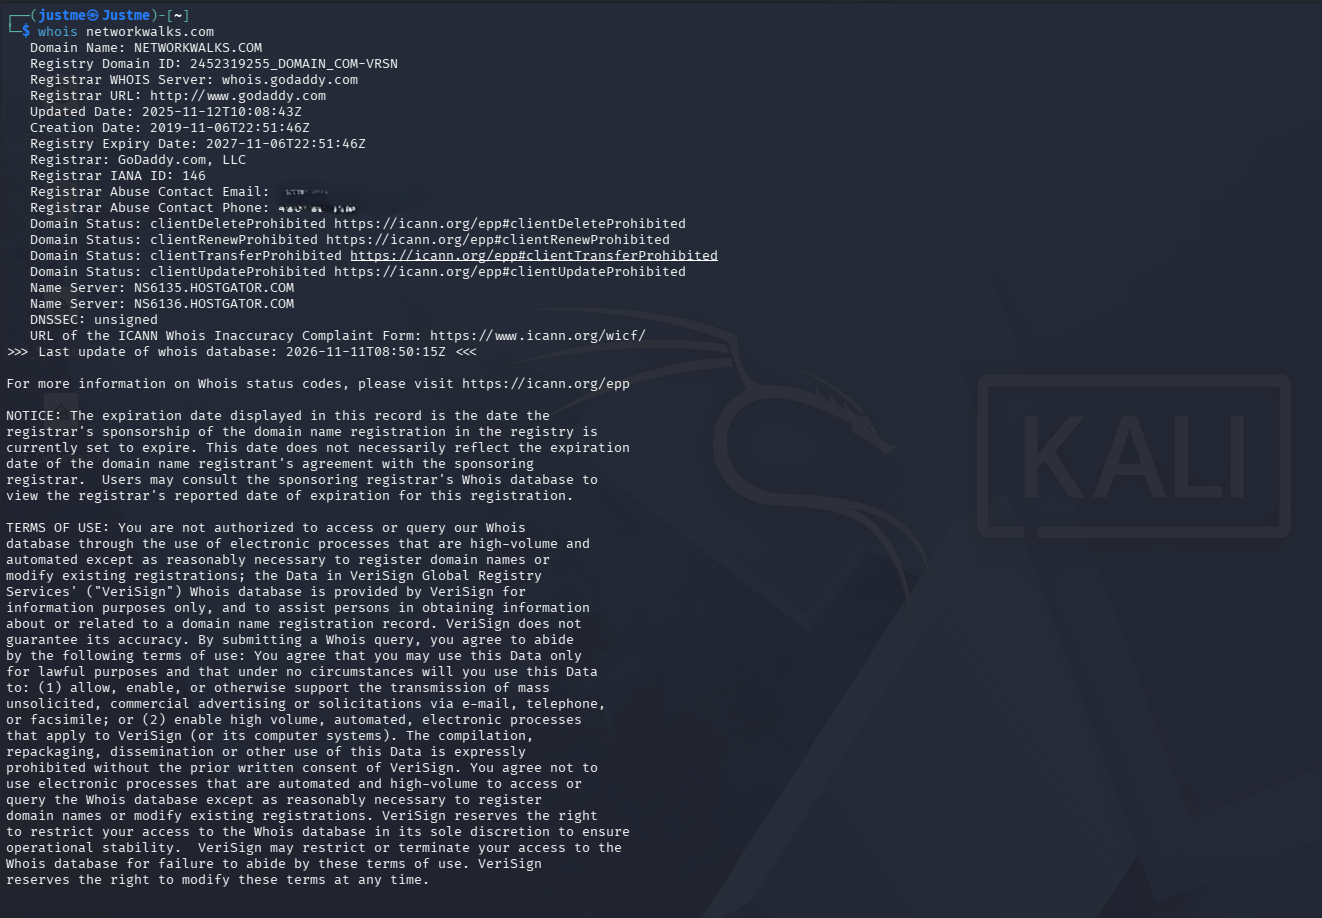 ┌──(justme㉿Justme)-[~]
└─$ whois networkwalks.com
Domain Name: NETWORKWALKS.COM
Registry Domain ID: 2452319255_DOMAIN_COM-VRSN
Registrar WHOIS Server: whois.godaddy.com
Registrar URL: http://www.godaddy.com
Updated Date: 2025-11-12T10:08:43Z
Creation Date: 2019-11-06T22:51:46Z
Registry Expiry Date: 2027-11-06T22:51:46Z
Registrar: GoDaddy.com, LLC
Registrar IANA ID: 146
Registrar Abuse Contact Email:
Registrar Abuse Contact Phone:
Domain Status: clientDeleteProhibited https://icann.org/epp#clientDeleteProhibited
Domain Status: clientRenewProhibited https://icann.org/epp#clientRenewProhibited
Domain Status: clientTransferProhibited https://icann.org/epp#clientTransferProhibited
Domain Status: clientUpdateProhibited https://icann.org/epp#clientUpdateProhibited
Name Server: NS6135.HOSTGATOR.COM
Name Server: NS6136.HOSTGATOR.COM
DNSSEC: unsigned
URL of the ICANN Whois Inaccuracy Complaint Form: https://www.icann.org/wicf/
>>> Last update of whois database: 2026-11-11T08:50:15Z <<<
For more information on Whois status codes, please visit https://icann.org/epp
NOTICE: The expiration date displayed in this record is the date the
registrar's sponsorship of the domain name registration in the registry is
currently set to expire. This date does not necessarily reflect the expiration
date of the domain name registrant's agreement with the sponsoring
registrar.  Users may consult the sponsoring registrar's Whois database to
view the registrar's reported date of expiration for this registration.
TERMS OF USE: You are not authorized to access or query our Whois
database through the use of electronic processes that are high-volume and
automated except as reasonably necessary to register domain names or
modify existing registrations; the Data in VeriSign Global Registry
Services' ("VeriSign") Whois database is provided by VeriSign for
information purposes only, and to assist persons in obtaining information
about or related to a domain name registration record. VeriSign does not
guarantee its accuracy. By submitting a Whois query, you agree to abide
by the following terms of use: You agree that you may use this Data only
for lawful purposes and that under no circumstances will you use this Data
to: (1) allow, enable, or otherwise support the transmission of mass
unsolicited, commercial advertising or solicitations via e-mail, telephone,
or facsimile; or (2) enable high volume, automated, electronic processes
that apply to VeriSign (or its computer systems). The compilation,
repackaging, dissemination or other use of this Data is expressly
prohibited without the prior written consent of VeriSign. You agree not to
use electronic processes that are automated and high-volume to access or
query the Whois database except as reasonably necessary to register
domain names or modify existing registrations. VeriSign reserves the right
to restrict your access to the Whois database in its sole discretion to ensure
operational stability.  VeriSign may restrict or terminate your access to the
Whois database for failure to abide by these terms of use. VeriSign
reserves the right to modify these terms at any time.
KALI